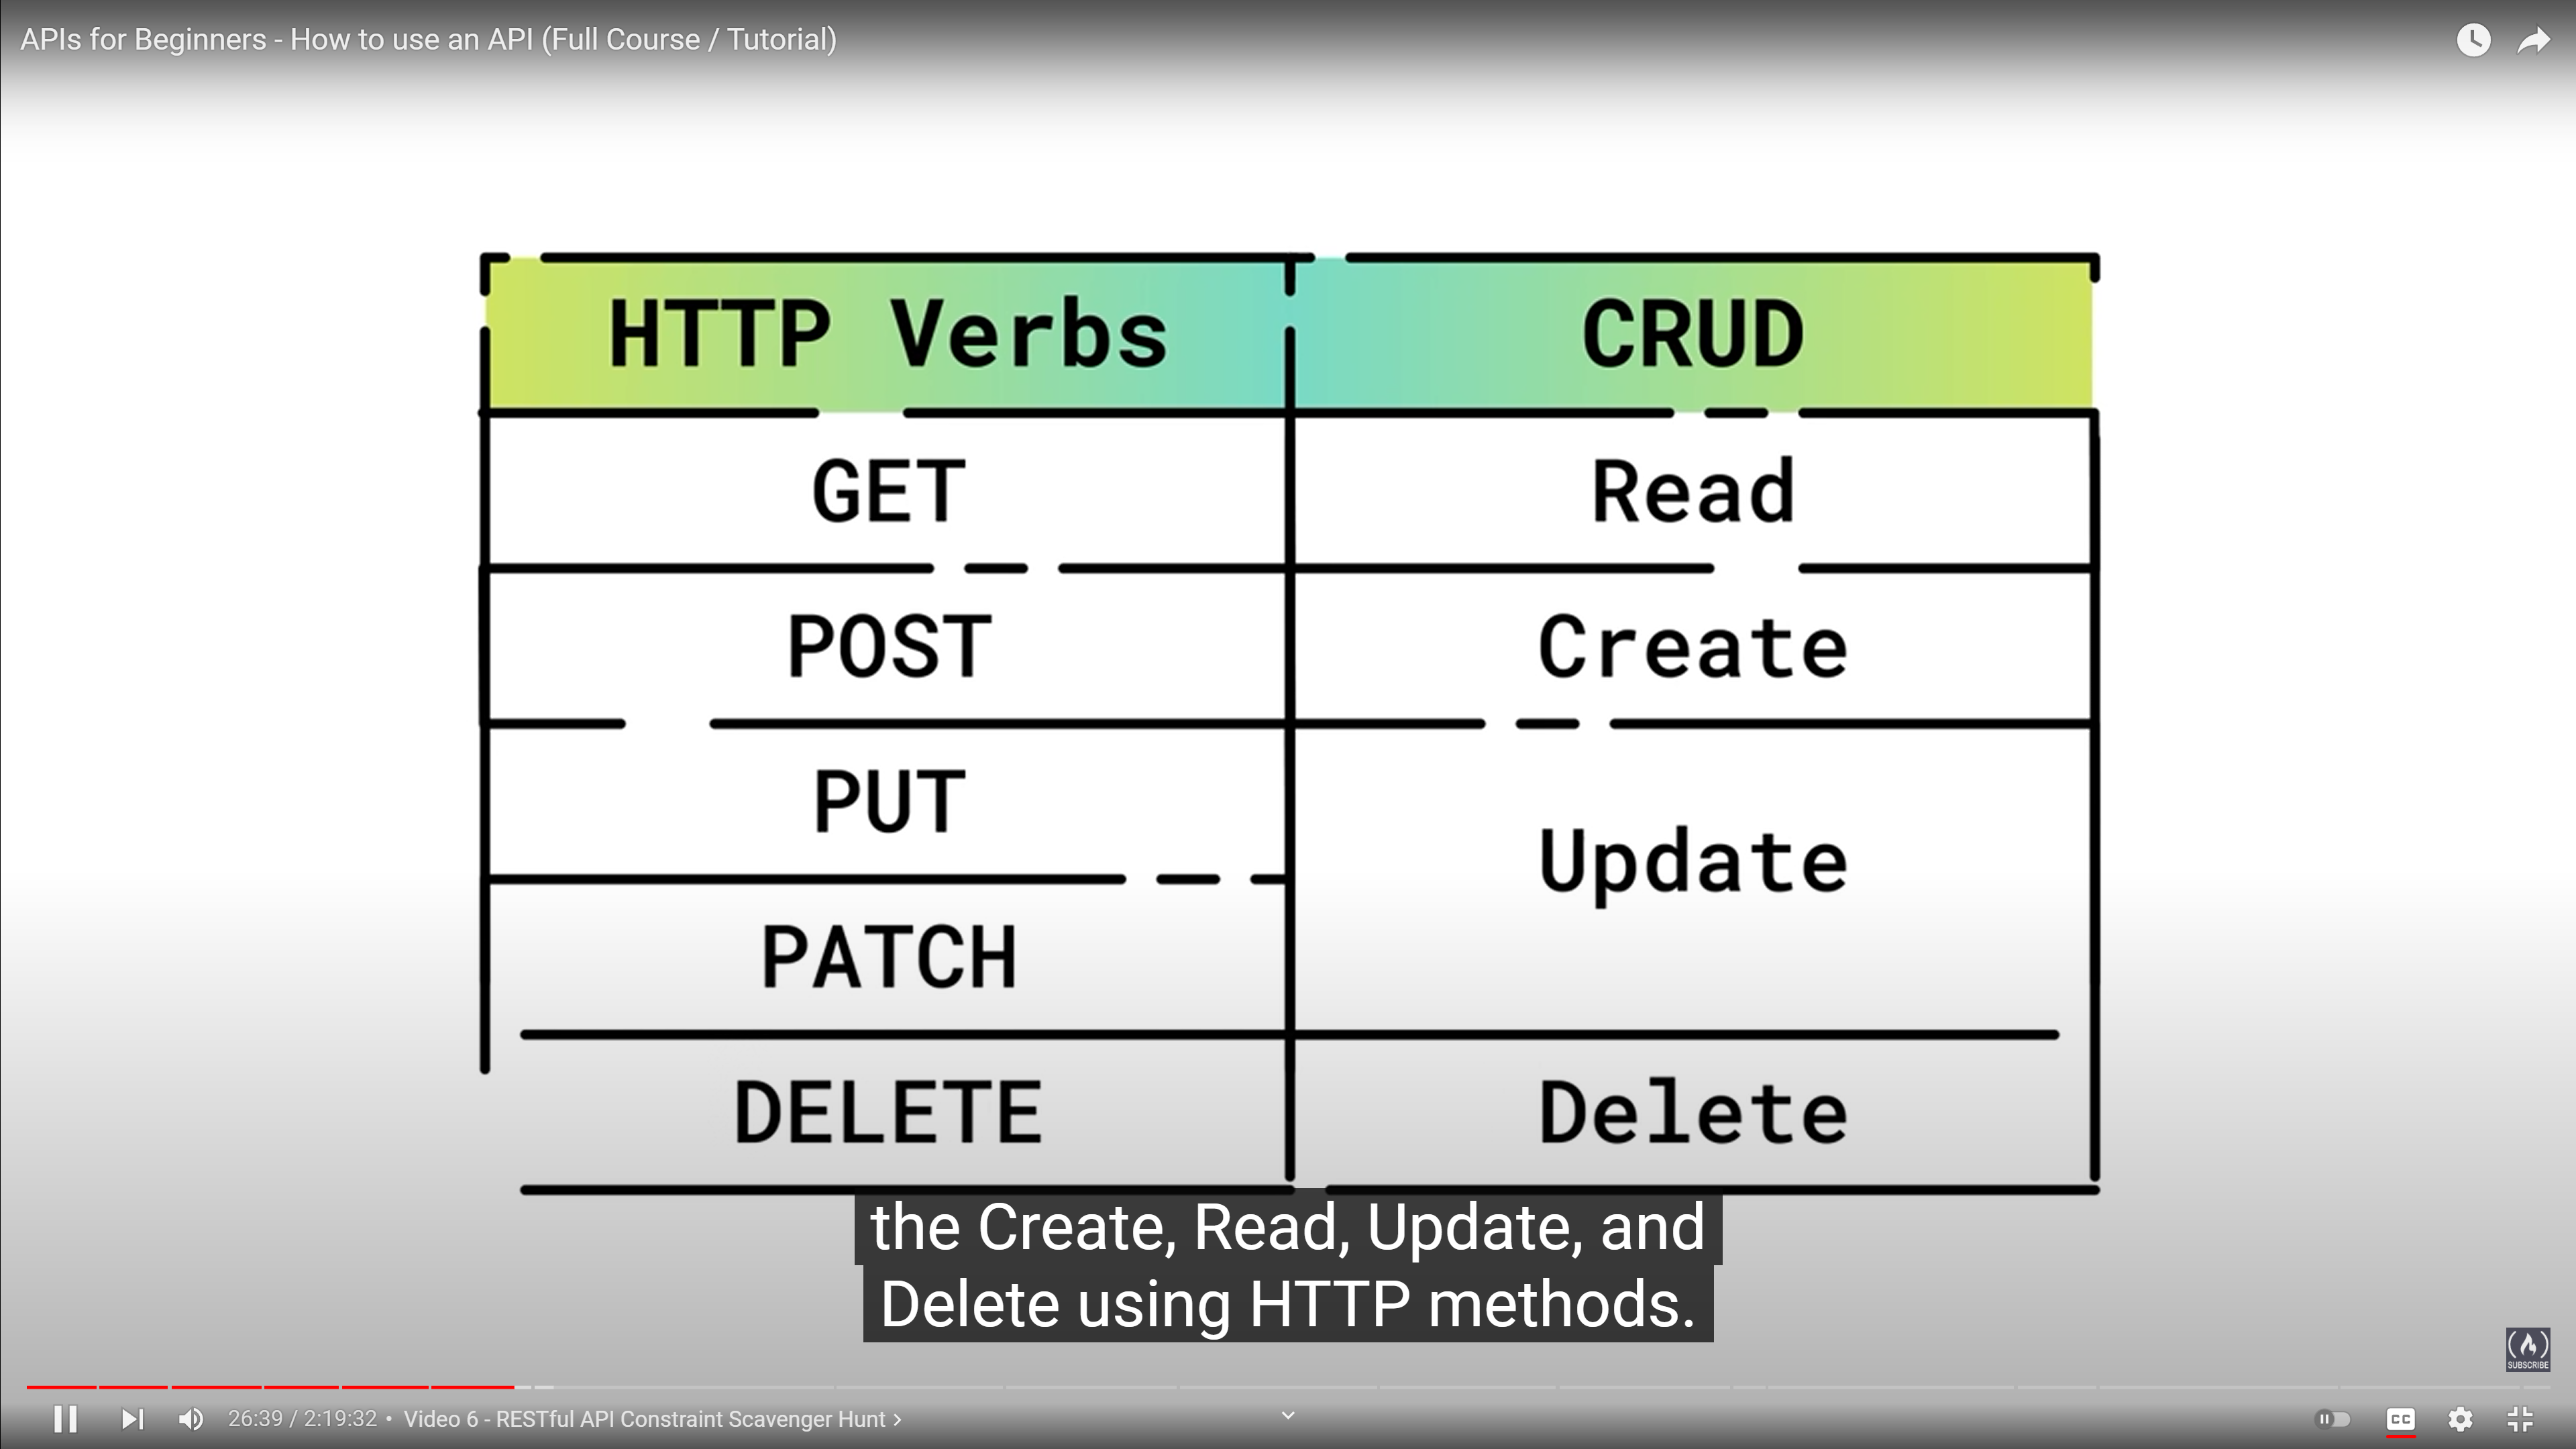 APIs for Beginners - How to use an API (Full Course / Tutorial)
HTTP Verbs CRUD
GET Read
POST Create
PUT
Update
PATCH
DELETE Delete
the Create, Read, Update, and
Delete using HTTP methods.
SUBSCRIBE
26:39 / 2:19:32 • Video 6 - RESTful API Constraint Scavenger Hunt >
CC